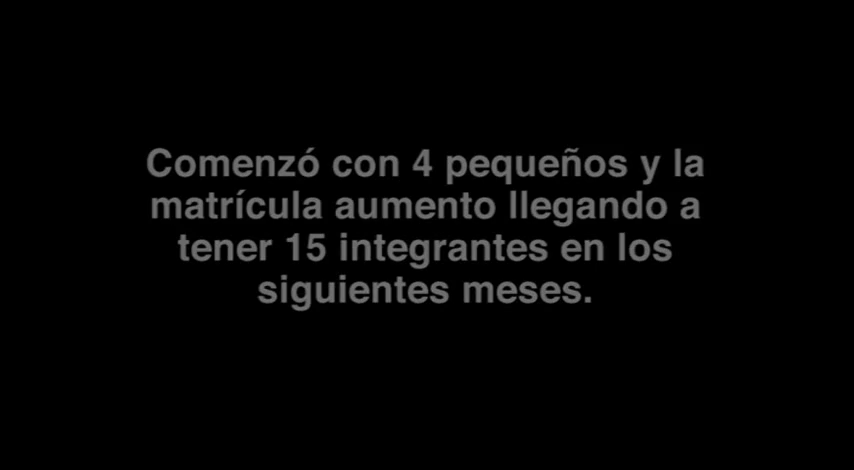 Comenzó con 4 pequeños y la
matrícula aumento llegando a
tener 15 integrantes en los
siguientes meses.